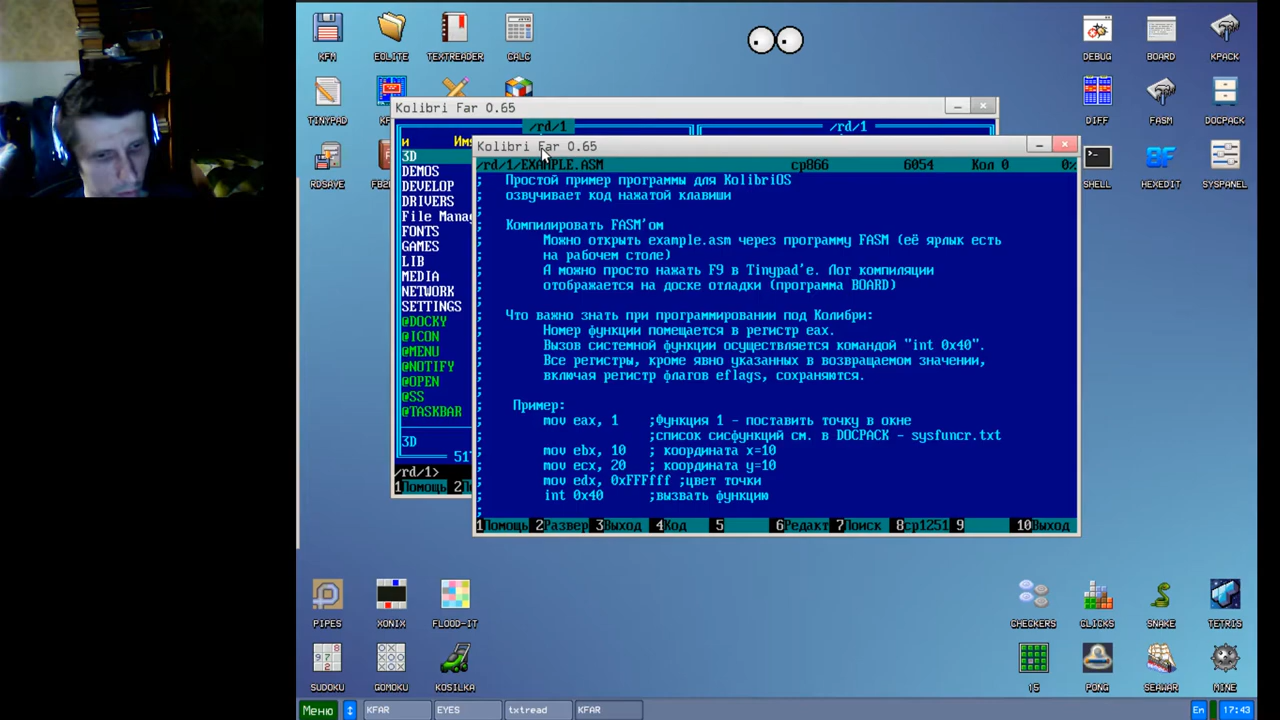 KFM
EOLITE
TEXTREADER
CALC
DEBUG
BOARD
KPACK
TINYPAD
DIFF
FASM
DOCPACK
RDSAVE
SHELL
HEXEDIT
SYSPANEL
Kolibri Far 0.65
/rd/1
/rd/1
и
3D
DEMOS
DEVELOP
DRIVERS
FONTS
GAMES
LIB
MEDIA
NETWORK
SETTINGS
@DOCKY
@ICON
@MENU
@NOTIFY
@OPEN
@SS
@TASKBAR
3D
/rd/1>
1Помощь
Kolibri Far 0.65
/rd/1/EXAMPLE.ASM cp866 6054 Кол 0 0%
; Простой пример программы для KolibriOS
; озвучивает код нажатой клавиши
;
; Компилировать FASM'ом
; Можно открыть example.asm через программу FASM (её ярлык есть
; на рабочем столе)
; А можно просто нажать F9 в Tinypad'е. Лог компиляции
; отображается на доске отладки (программа BOARD)
;
; Что важно знать при программировании под Колибри:
; Номер функции помещается в регистр eax.
; Вызов системной функции осуществляется командой "int 0x40".
; Все регистры, кроме явно указанных в возвращаемом значении,
; включая регистр флагов eflags, сохраняются.
;
; Пример:
; mov eax, 1 ;функция 1 - поставить точку в окне
; ;список сисфункций см. в DOCPACK - sysfuncr.txt
; mov ebx, 10 ; координата x=10
; mov ecx, 20 ; координата y=10
; mov edx, 0xFFFfff ;цвет точки
; int 0x40 ;вызвать функцию
;
1Помощь 2Развер 3Выход 4Код 5 6Редакт 7Поиск 8cp1251 9 10Выход
PIPES
XONIX
FLOOD-IT
CHECKERS
CLICKS
SNAKE
TETRIS
SUDOKU
GOMOKU
KOSILKA
15
PONG
SEAWAR
MINE
Меню
KFAR
EYES
txtread
KFAR
En
17:43